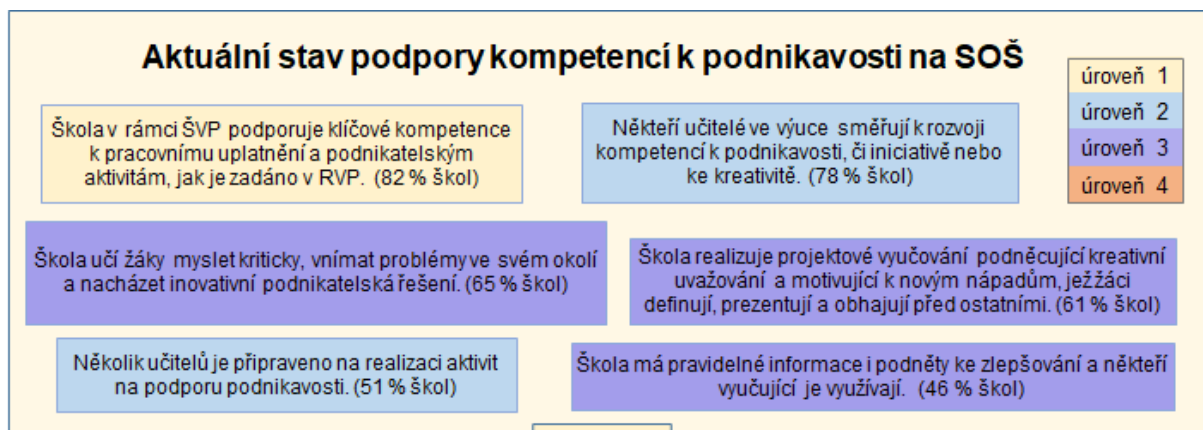 Aktuální stav podpory kompetencí k podnikavosti na SOŠ
úroveň 1
úroveň 2
úroveň 3
úroveň 4
Škola v rámci ŠVP podporuje klíčové kompetence
k pracovnímu uplatnění a podnikatelským
aktivitám, jak je zadáno v RVP. (82 % škol)
Někteří učitelé ve výuce směřují k rozvoji
kompetencí k podnikavosti, či iniciativě nebo
ke kreativitě. (78 % škol)
Škola učí žáky myslet kriticky, vnímat problémy ve svém okolí
a nacházet inovativní podnikatelská řešení. (65 % škol)
Škola realizuje projektové vyučování podněcující kreativní
uvažování a motivující k novým nápadům, jež žáci
definují, prezentují a obhajují před ostatními. (61 % škol)
Několik učitelů je připraveno na realizaci aktivit
na podporu podnikavosti. (51 % škol)
Škola má pravidelné informace i podněty ke zlepšování a někteří
vyučující je využívají. (46 % škol)